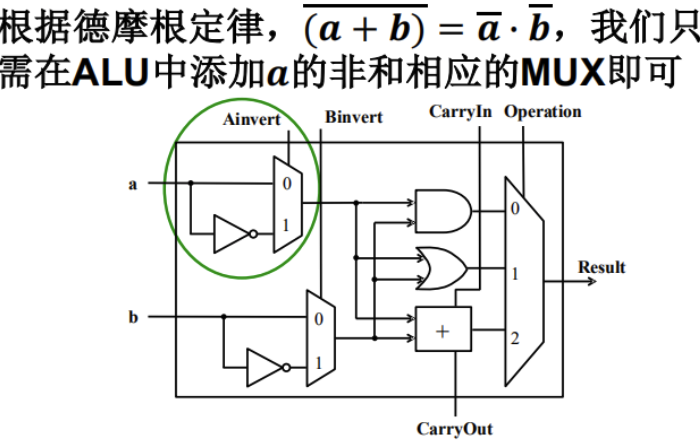 根据德摩根定律，$\overline{(a + b)} = \overline{a} \cdot \overline{b}$，我们只
需在ALU中添加a的非和相应的MUX即可
Ainvert Binvert CarryIn Operation
a
0
1
0
1
2
Result
b
0
1
+
CarryOut